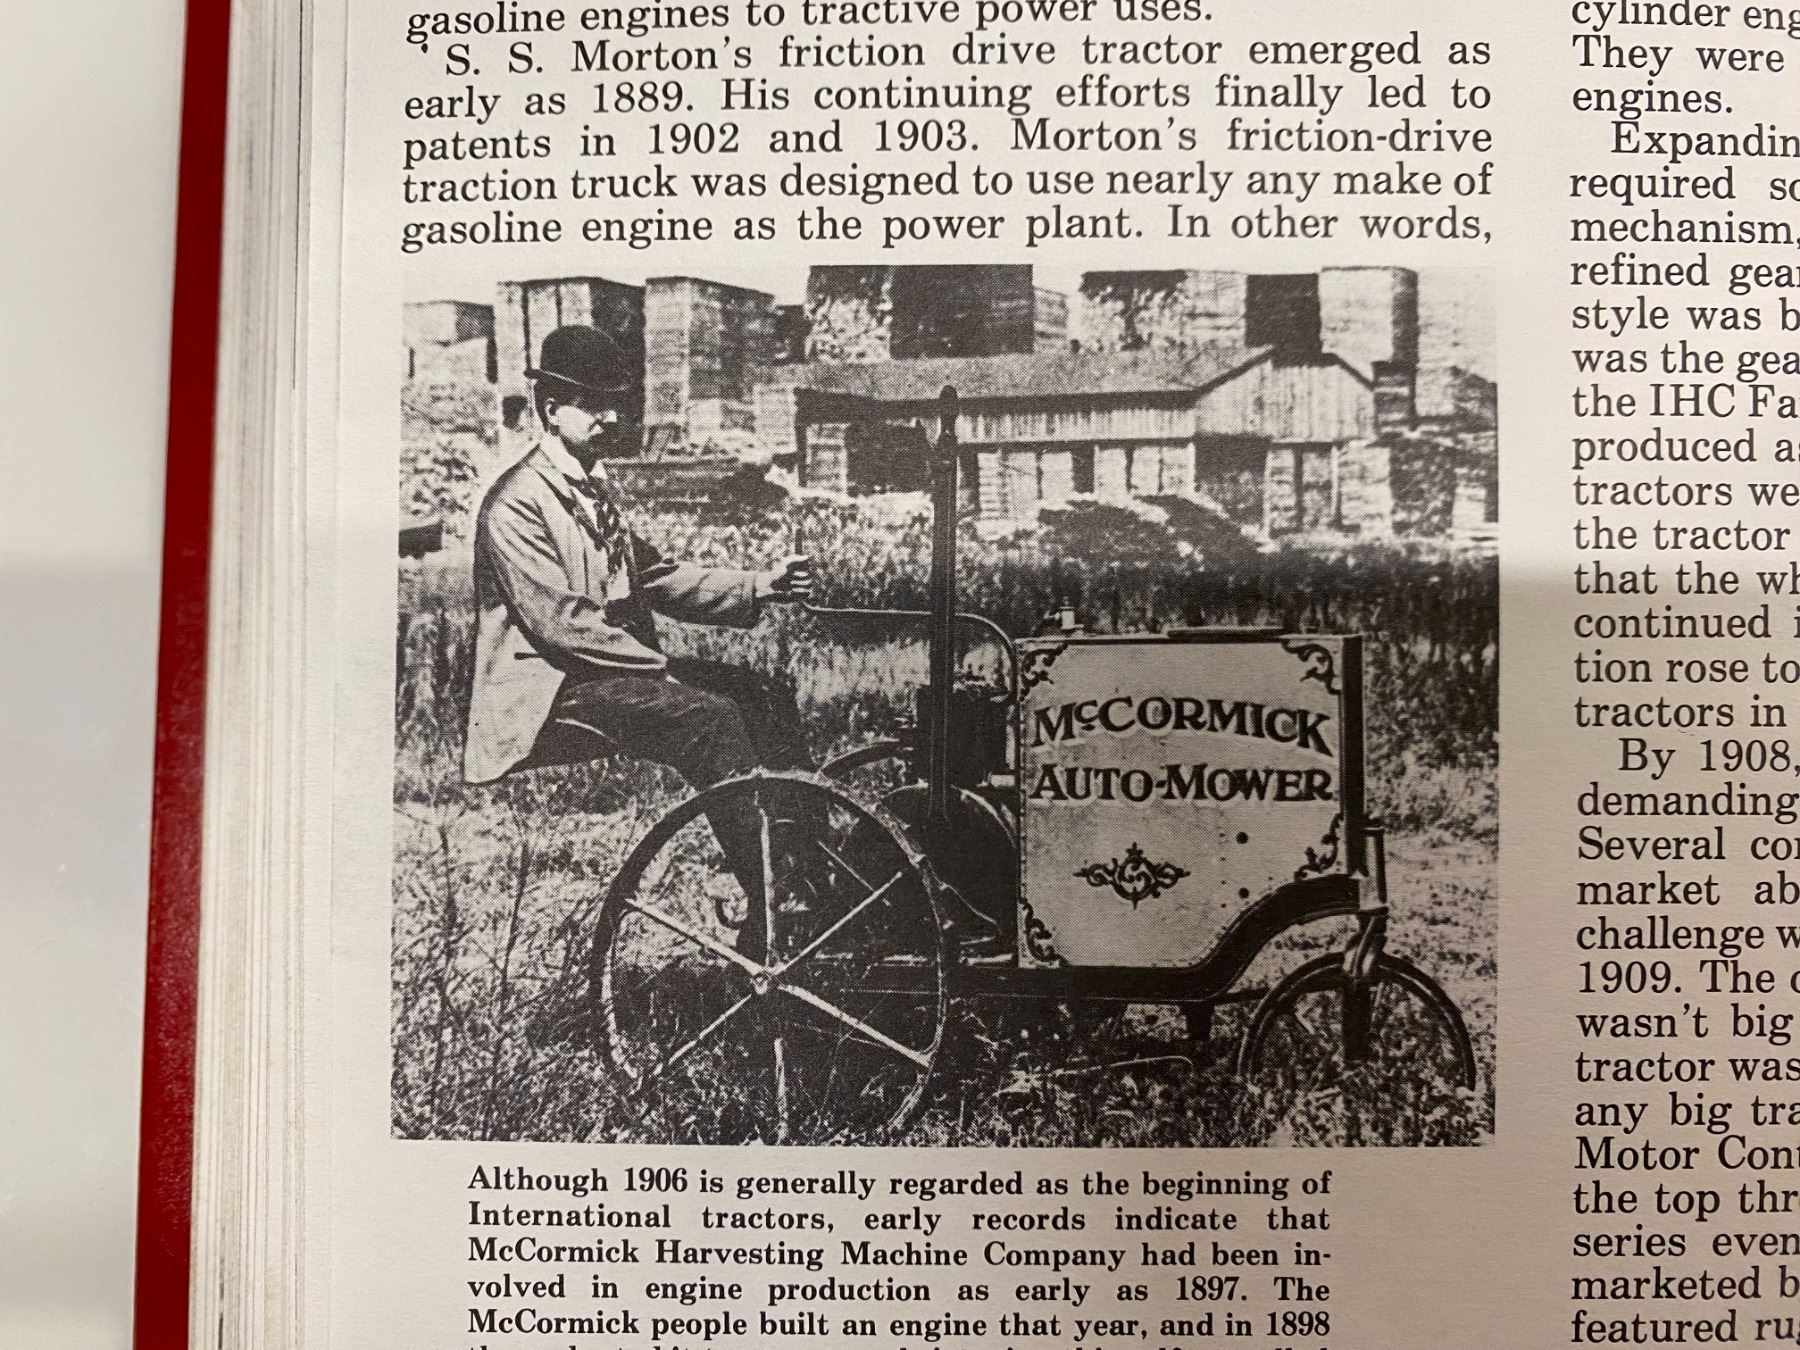 gasoline engines to tractive power uses.
S. S. Morton's friction drive tractor emerged as
early as 1889. His continuing efforts finally led to
patents in 1902 and 1903. Morton's friction-drive
traction truck was designed to use nearly any make of
gasoline engine as the power plant. In other words,
McCORMICK
AUTO-MOWER
Although 1906 is generally regarded as the beginning of
International tractors, early records indicate that
McCormick Harvesting Machine Company had been in-
volved in engine production as early as 1897. The
McCormick people built an engine that year, and in 1898
cylinder eng
They were
engines.
Expandin
required so
mechanism,
refined gear
style was b
was the gea
the IHC Fa
produced as
tractors we
the tractor
that the wh
continued i
tion rose to
tractors in
By 1908,
demanding
Several con
market ab
challenge w
1909. The
wasn't big
tractor was
any big tra
Motor Cont
the top thr
series even
marketed b
featured rug